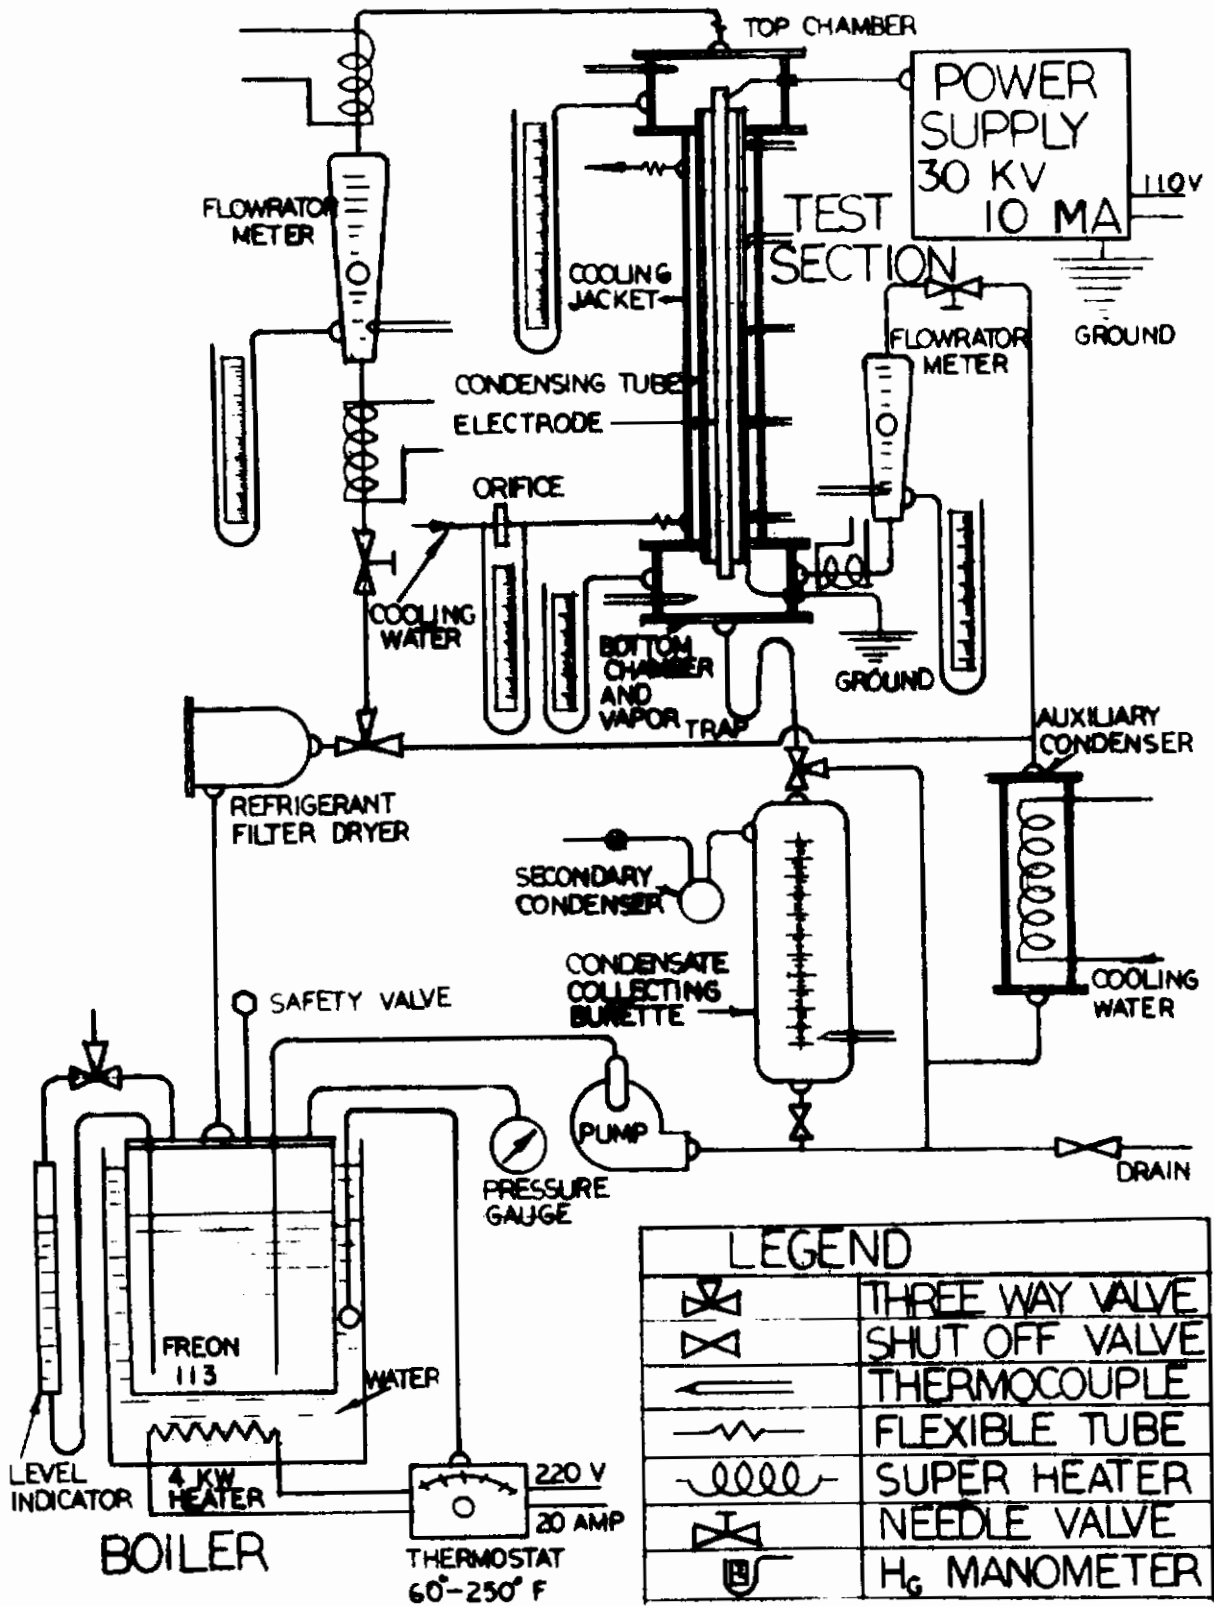 TOP CHAMBER
POWER
SUPPLY
30 KV
10 MA
110V
FLOWRATOR
METER
TEST
SECTION
COOLING
JACKET
GROUND
FLOWRATOR
METER
CONDENSING TUBE
ELECTRODE
ORIFICE
COOLING
WATER
BOTTOM
CHAMBER
AND
VAPOR TRAP
GROUND
AUXILIARY
CONDENSER
REFRIGERANT
FILTER DRYER
SECONDARY
CONDENSER
CONDENSATE
COLLECTING
BURETTE
COOLING
WATER
SAFETY VALVE
PUMP
PRESSURE
GAUGE
DRAIN
FREON
113
WATER
LEVEL
INDICATOR
4 KW
HEATER
BOILER
220 V
20 AMP
THERMOSTAT
60°-250° F
LEGEND
THREE WAY VALVE
SHUT OFF VALVE
THERMOCOUPLE
FLEXIBLE TUBE
SUPER HEATER
NEEDLE VALVE
HG MANOMETER